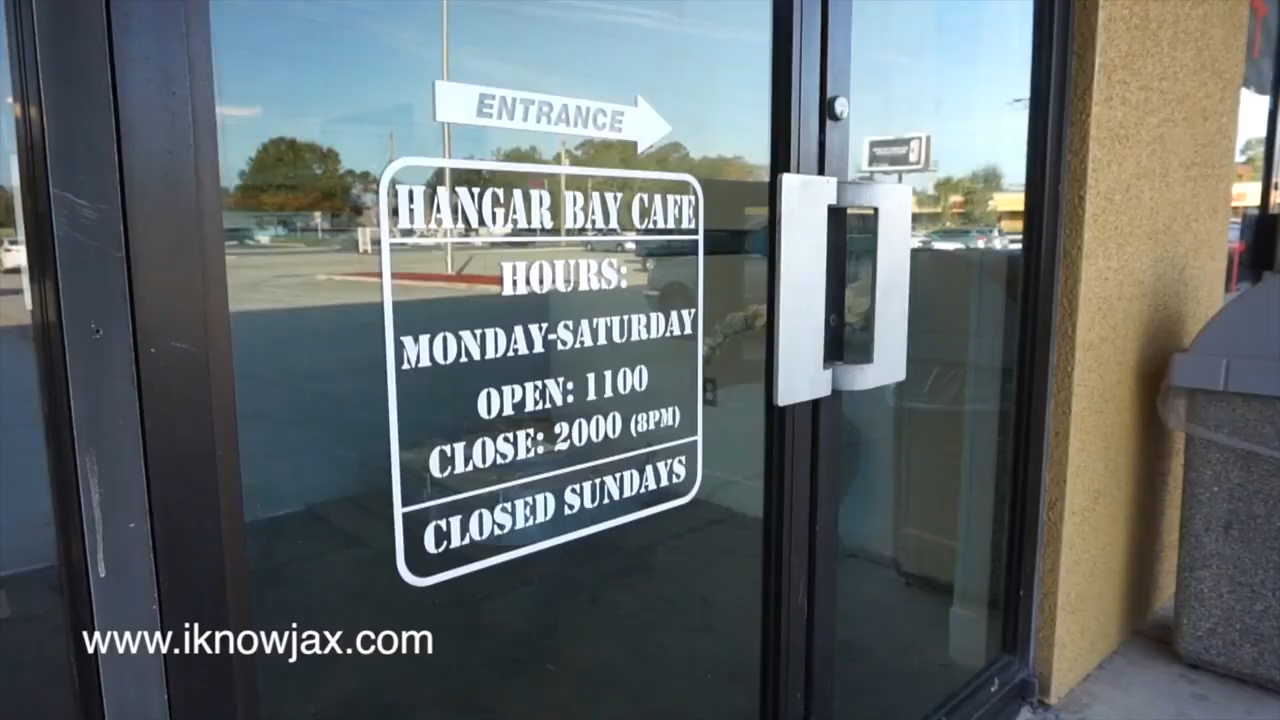 ENTRANCE
HANGAR BAY CAFE
HOURS:
MONDAY-SATURDAY
OPEN: 1100
CLOSE: 2000 (8PM)
CLOSED SUNDAYS
www.iknowjax.com